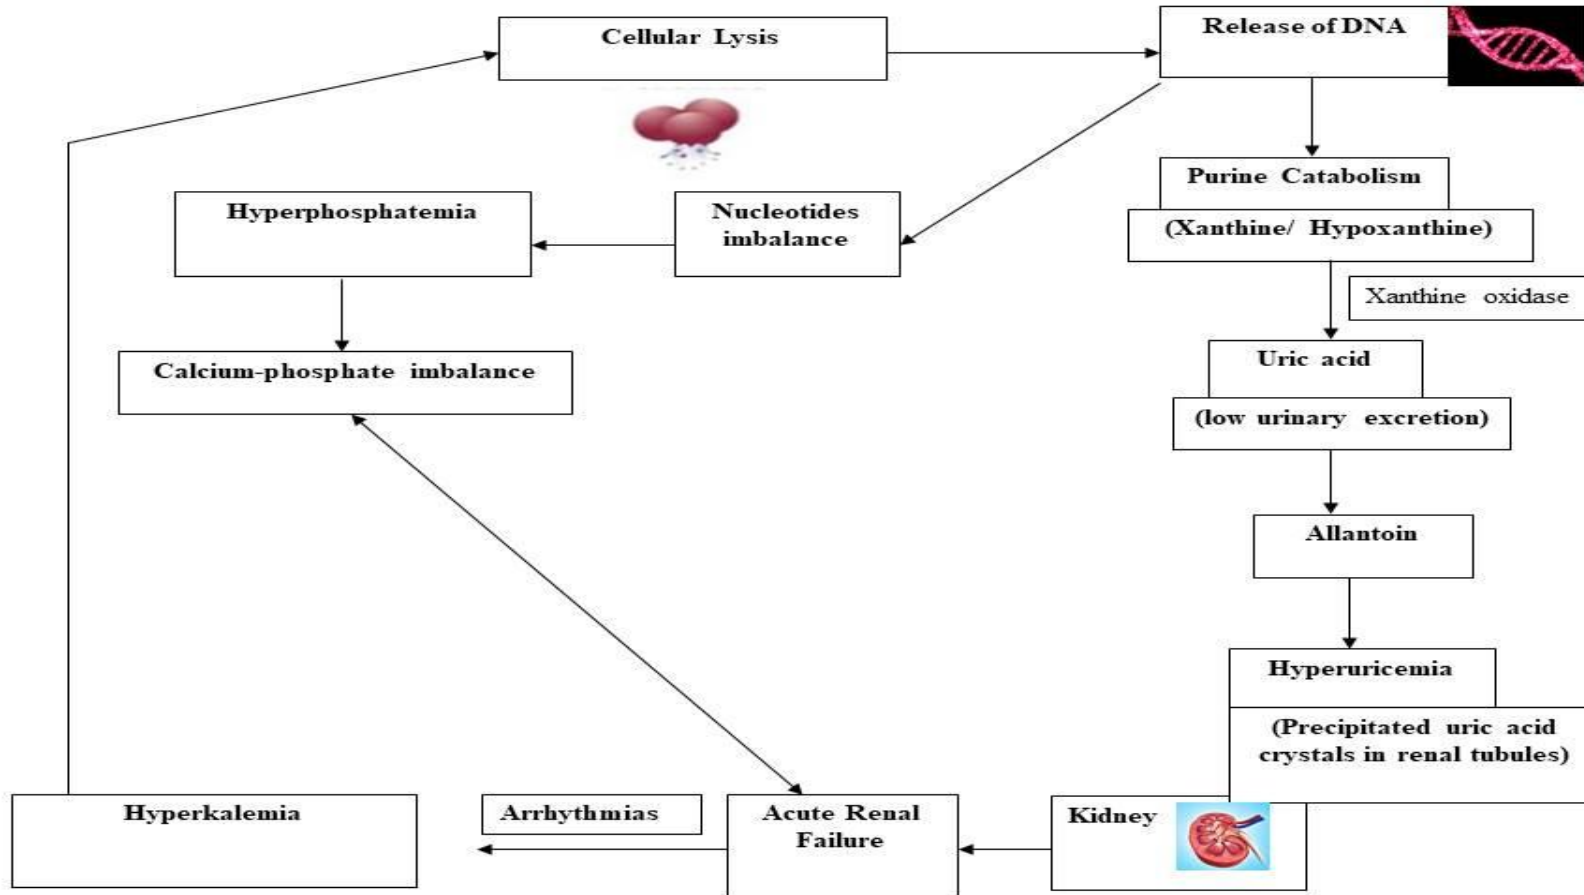 Cellular Lysis
Release of DNA
Purine Catabolism
(Xanthine/ Hypoxanthine)
Hyperphosphatemia
Nucleotides
imbalance
Xanthine oxidase
Calcium-phosphate imbalance
Uric acid
(low urinary excretion)
Allantoin
Hyperuricemia
(Precipitated uric acid
crystals in renal tubules)
Hyperkalemia
Arrhythmias
Acute Renal
Failure
Kidney